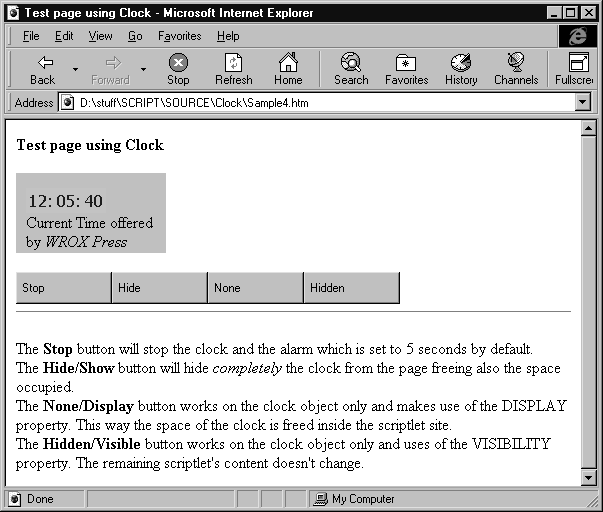 Test page using Clock - Microsoft Internet Explorer
File Edit View Go Favorites Help
Back Forward Stop Refresh Home Search Favorites History Channels Fullscree
Address D:\stuff\SCRIPT\SOURCE\Clock\Sample4.htm
Test page using Clock
12: 05: 40
Current Time offered
by WROX Press
Stop Hide None Hidden
The Stop button will stop the clock and the alarm which is set to 5 seconds by default.
The Hide/Show button will hide completely the clock from the page freeing also the space
occupied.
The None/Display button works on the clock object only and makes use of the DISPLAY
property. This way the space of the clock is freed inside the scriptlet site.
The Hidden/Visible button works on the clock object only and uses of the VISIBILITY
property. The remaining scriptlet's content doesn't change.
Done My Computer